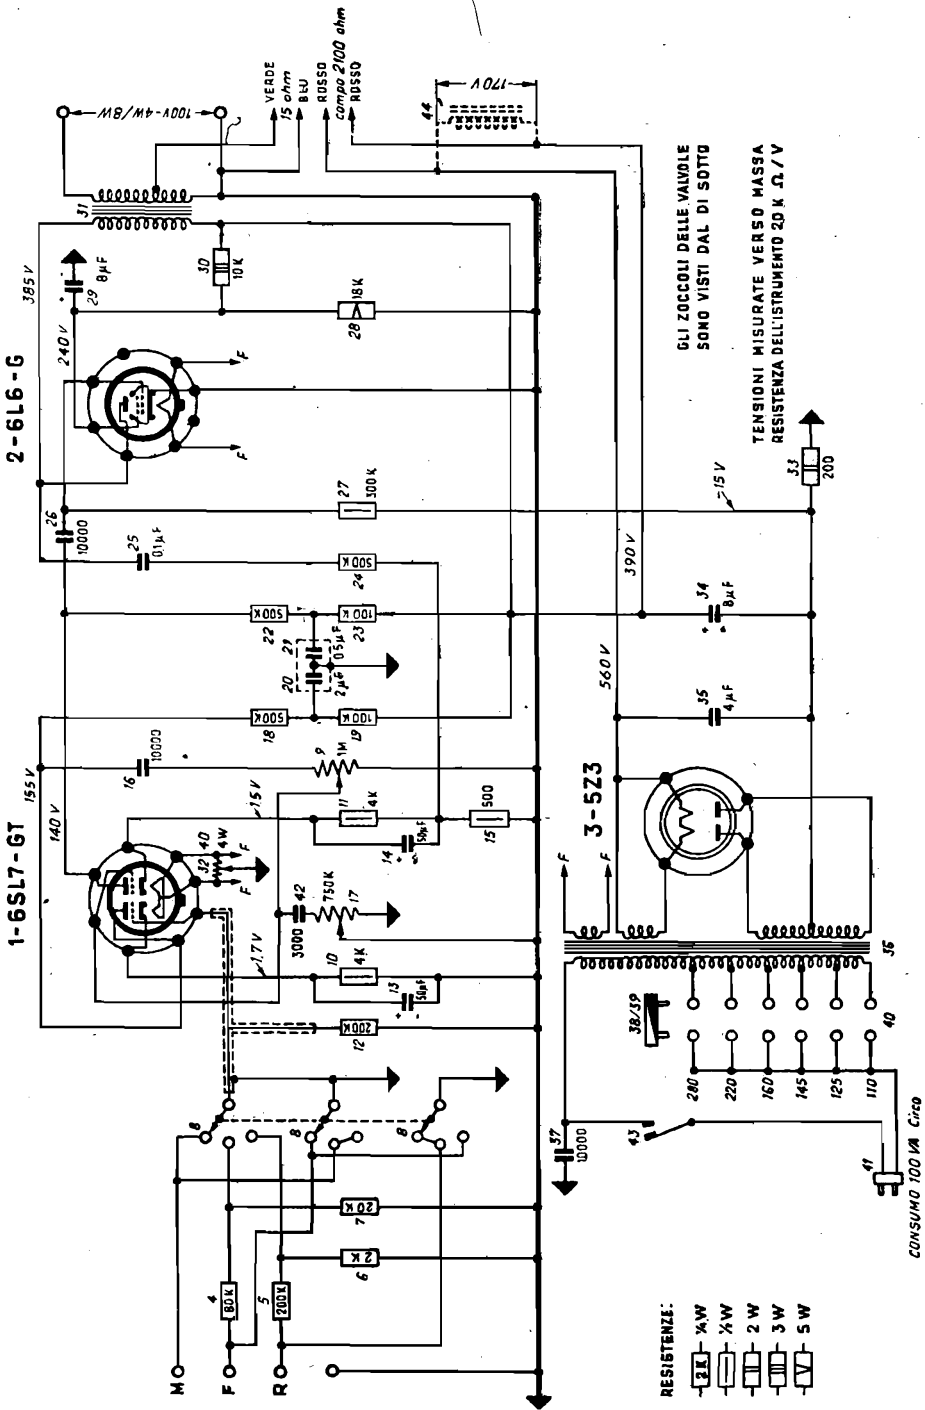 1-6SL7-GT
2-6L6-G
3-5Z3
M
F
R
4
80K
5
200K
6
2K
7
20K
8
8
8
12
200K
13
50µF
10
4K
1.7V
3000
42
750K
17
32
40
4W
F
F
140V
155V
14
50µF
11
4K
15V
15
500
16
10000
9
1M
18
500K
19
100K
20
2µF
21
0.5µF
22
500K
23
100K
24
500K
25
0.1µF
26
10000
27
300K
28
18K
29
8µF
30
10K
31
240V
385V
F
F
100V-4W/8W
VERDE
15 ohm
BLU
ROSSO
campo 2100 ohm
ROSSO
44
170V
GLI ZOCCOLI DELLE VALVOLE
SONO VISTI DAL DI SOTTO
TENSIONI MISURATE VERSO MASSA
RESISTENZA DELL'ISTRUMENTO 20 K Ω/V
33
200
-15V
390V
560V
34
8µF
35
4µF
F
F
36
37
10000
38/39
40
280
220
160
145
125
110
43
41
CONSUMO 100 VA Circa
RESISTENZE:
2K ¼W
½W
2W
3W
5W